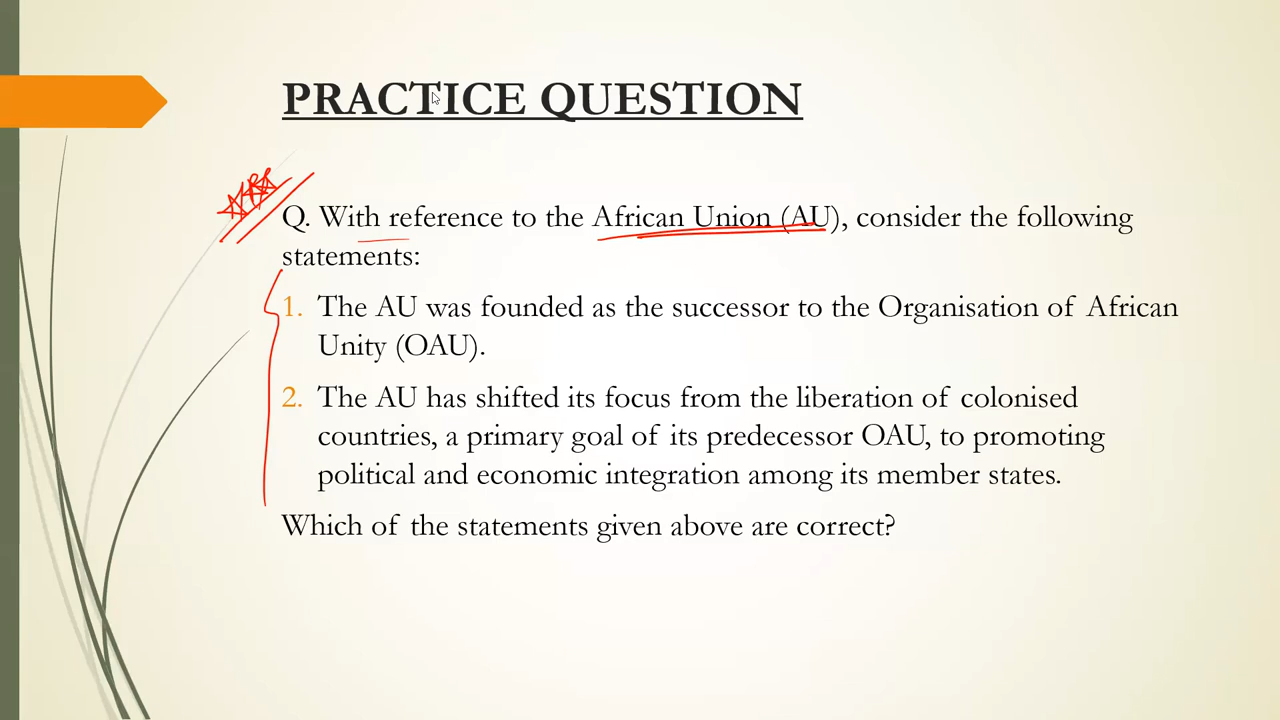 PRACTICE QUESTION
Q. With reference to the African Union (AU), consider the following
statements:
1. The AU was founded as the successor to the Organisation of African
Unity (OAU).
2. The AU has shifted its focus from the liberation of colonised
countries, a primary goal of its predecessor OAU, to promoting
political and economic integration among its member states.
Which of the statements given above are correct?